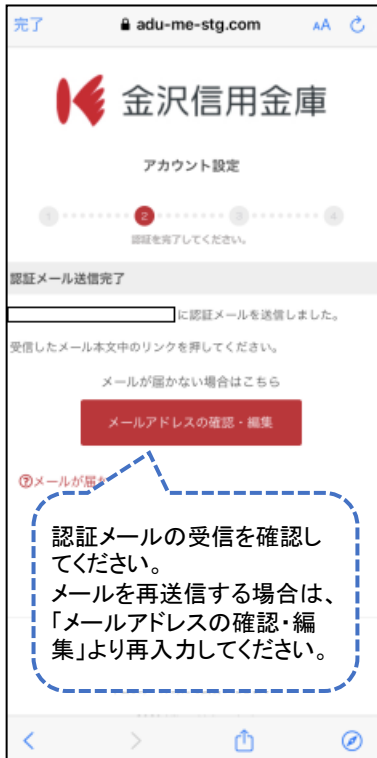 完了
adu-me-stg.com
AA
金沢信用金庫
アカウント設定
1
2
3
4
認証を完了してください。
認証メール送信完了
に認証メールを送信しました。
受信したメール本文中のリンクを押してください。
メールが届かない場合はこちら
メールアドレスの確認・編集
?メールが届
認証メールの受信を確認し
てください。
メールを再送信する場合は、
「メールアドレスの確認・編
集」より再入力してください。